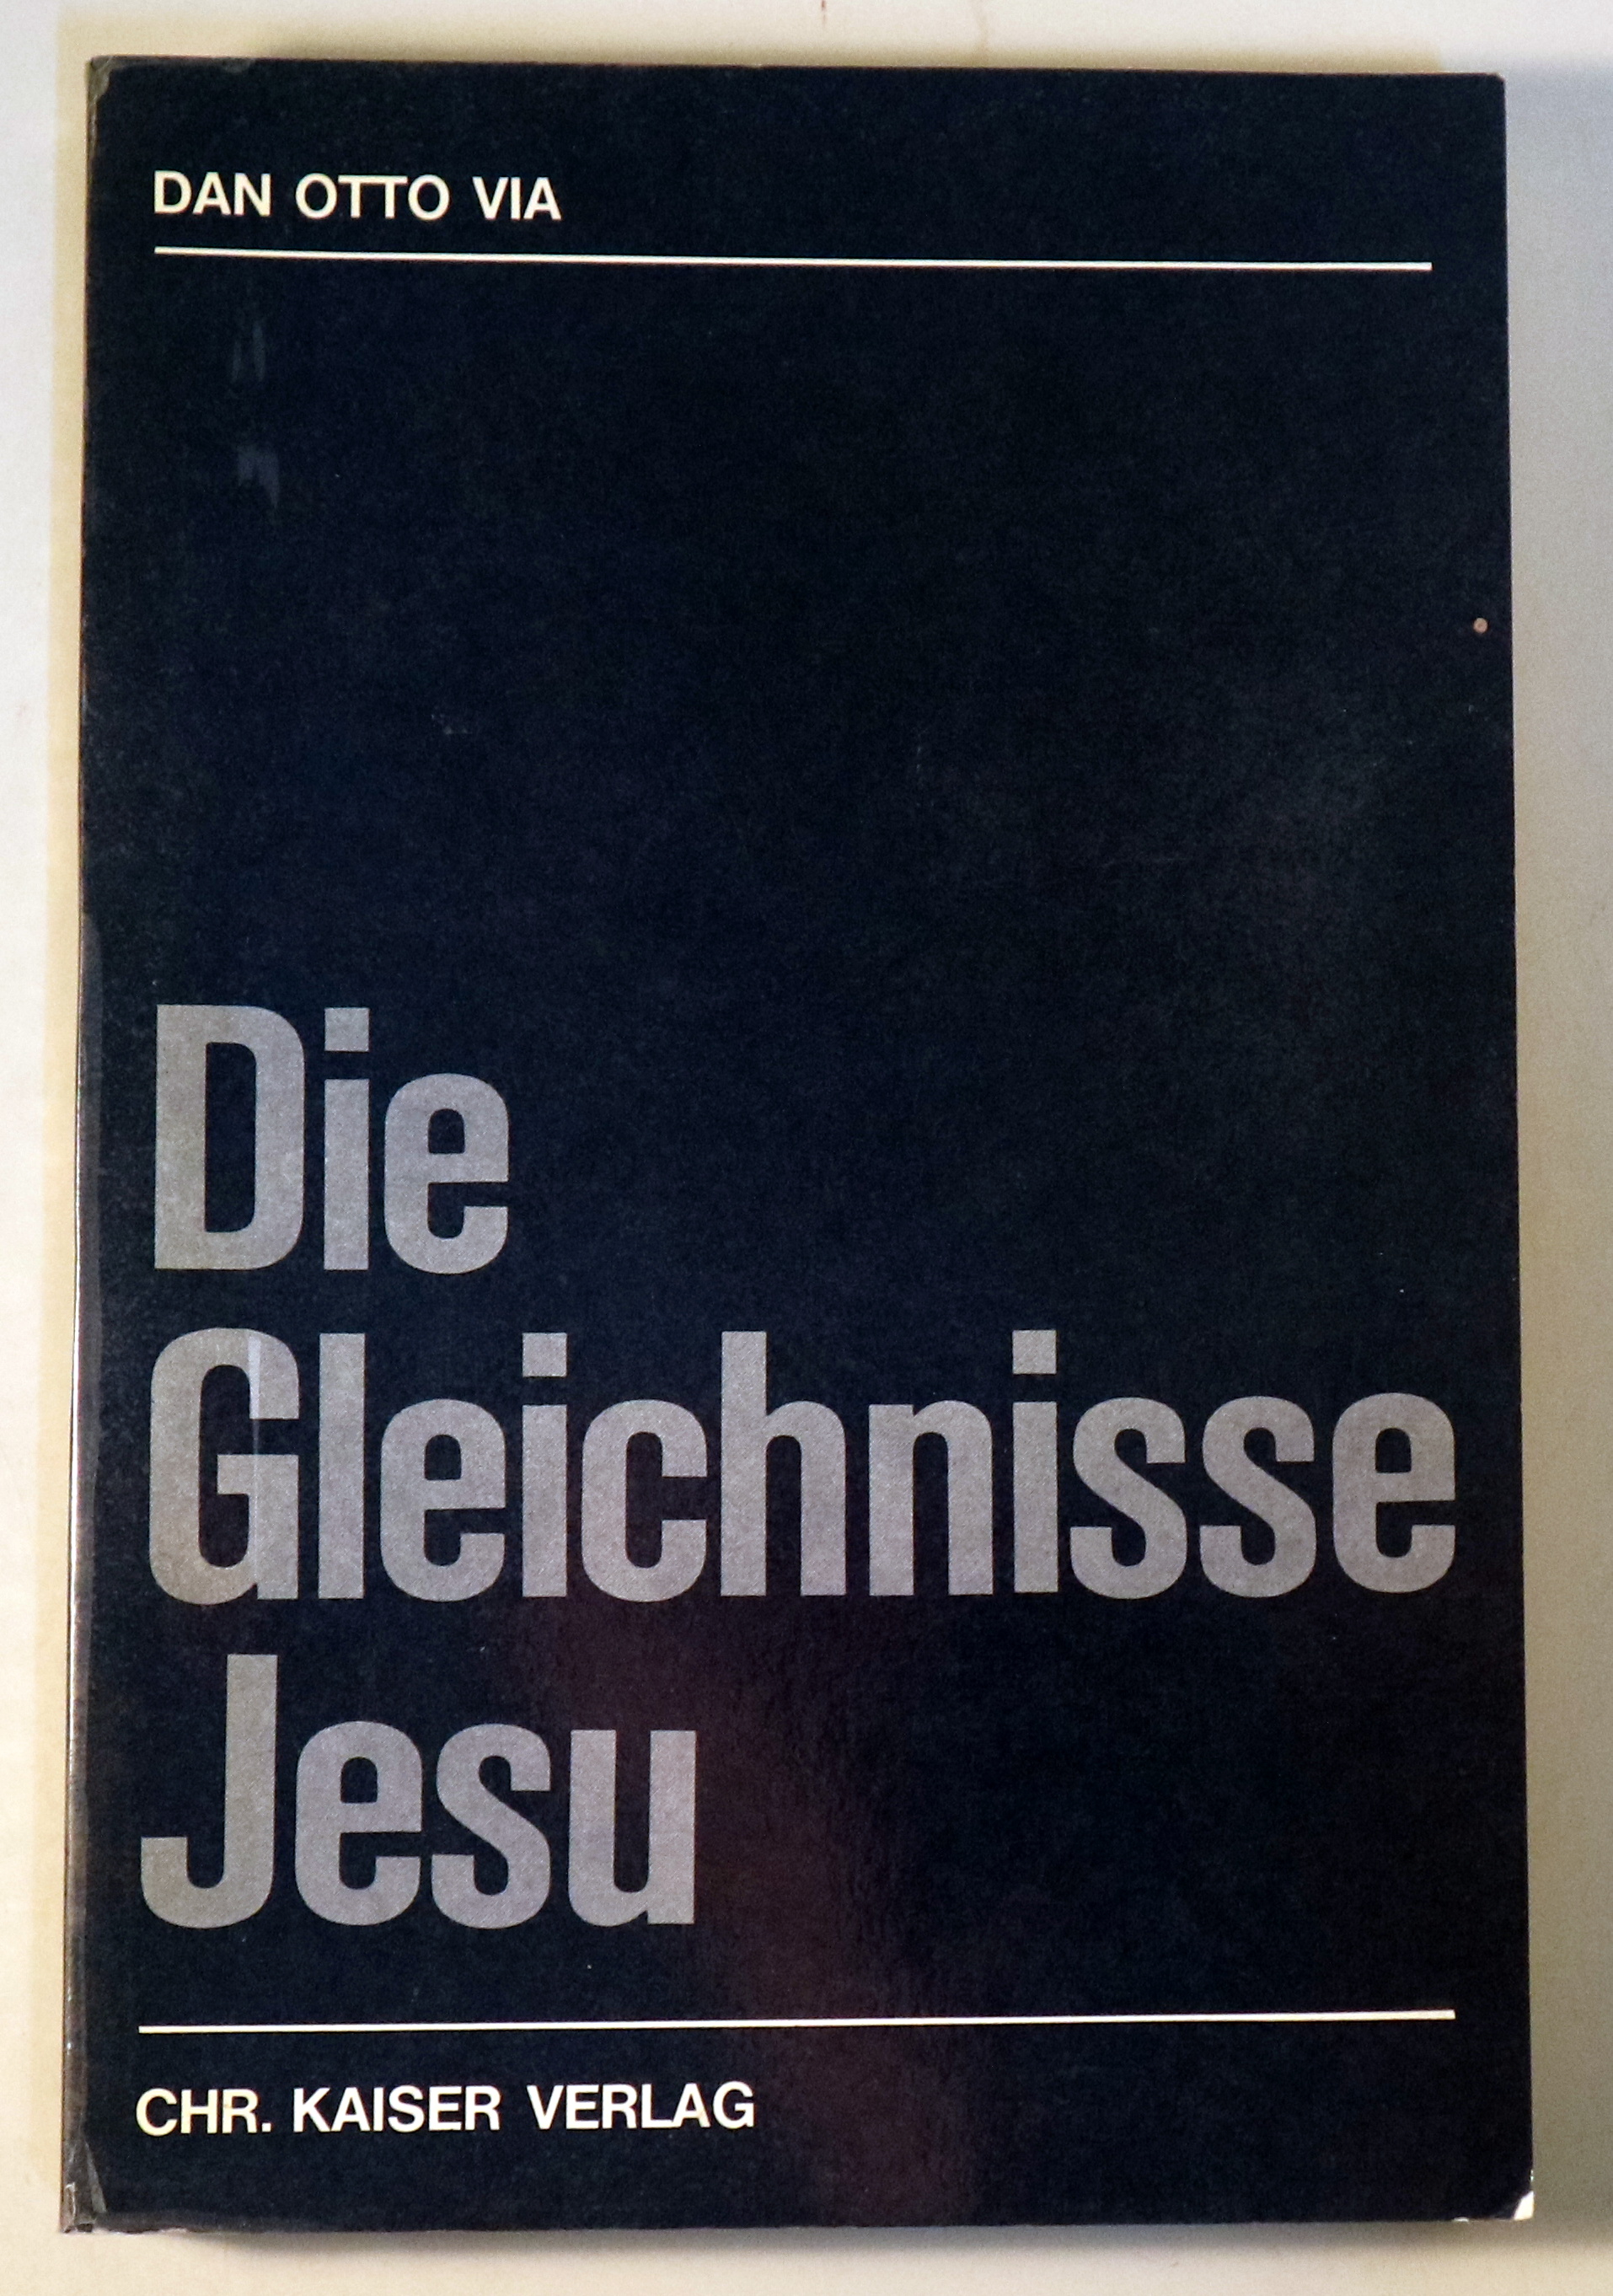 DAN OTTO VIA
Die
Gleichnisse
Jesu
CHR. KAISER VERLAG